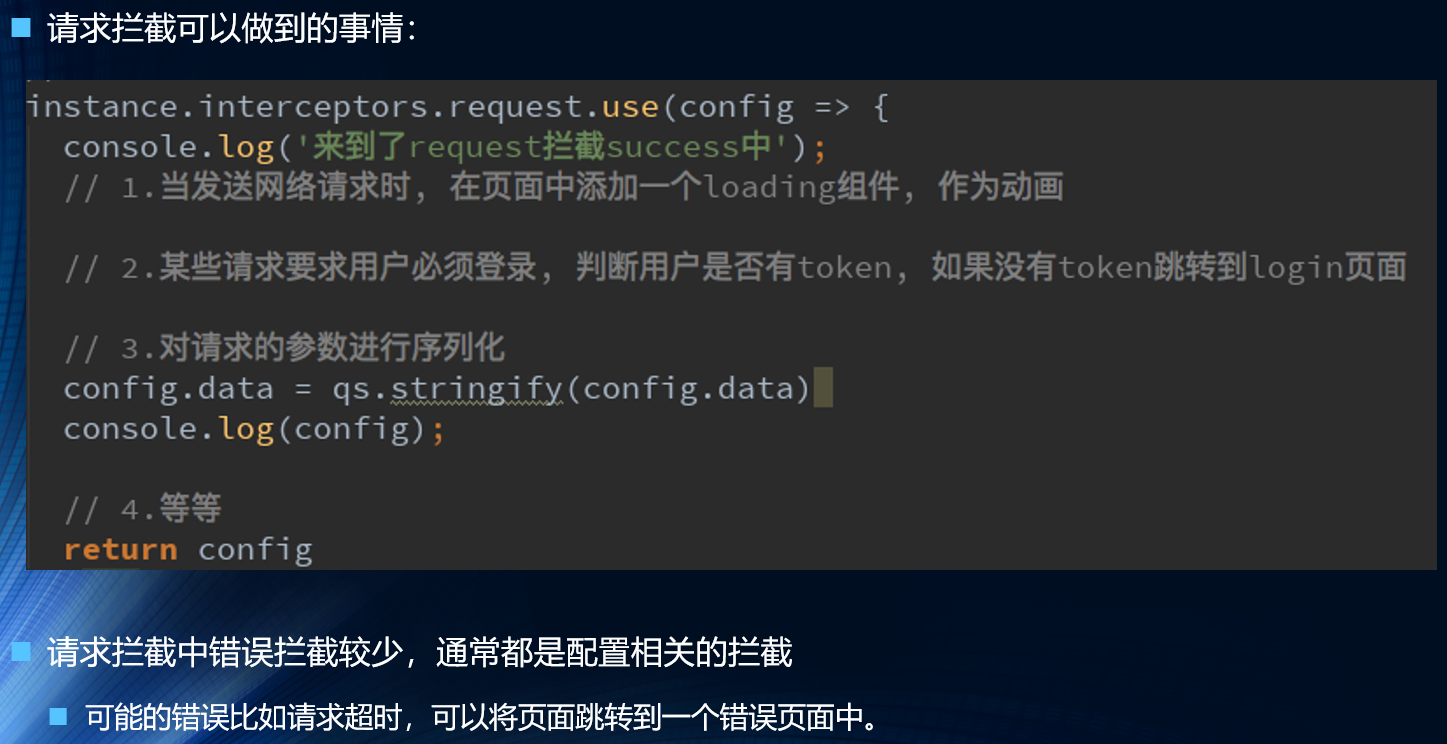 请求拦截可以做到的事情：
instance.interceptors.request.use(config => {
console.log('来到了request拦截success中');
// 1.当发送网络请求时, 在页面中添加一个loading组件, 作为动画
// 2.某些请求要求用户必须登录, 判断用户是否有token, 如果没有token跳转到login页面
// 3.对请求的参数进行序列化
config.data = qs.stringify(config.data)
console.log(config);
// 4.等等
return config
请求拦截中错误拦截较少，通常都是配置相关的拦截
可能的错误比如请求超时，可以将页面跳转到一个错误页面中。